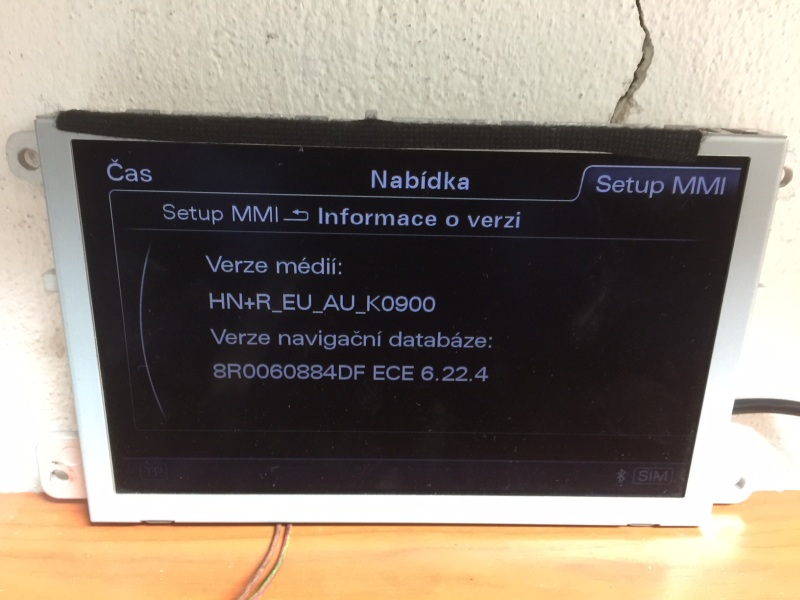 Čas Nabídka Setup MMI
Setup MMI Informace o verzi
Verze médií:
HN+R_EU_AU_K0900
Verze navigační databáze:
8R0060884DF ECE 6.22.4
TP SIM